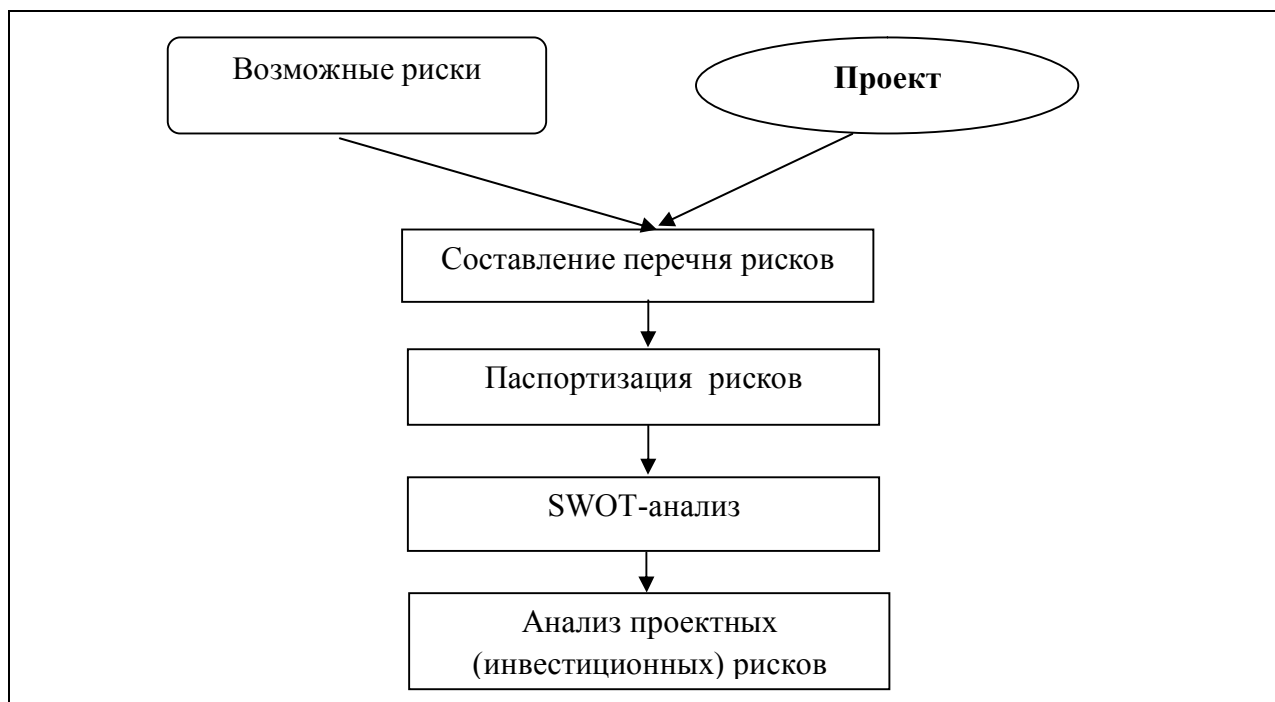 Возможные риски
Проект
Составление перечня рисков
Паспортизация рисков
SWOT-анализ
Анализ проектных
(инвестиционных) рисков